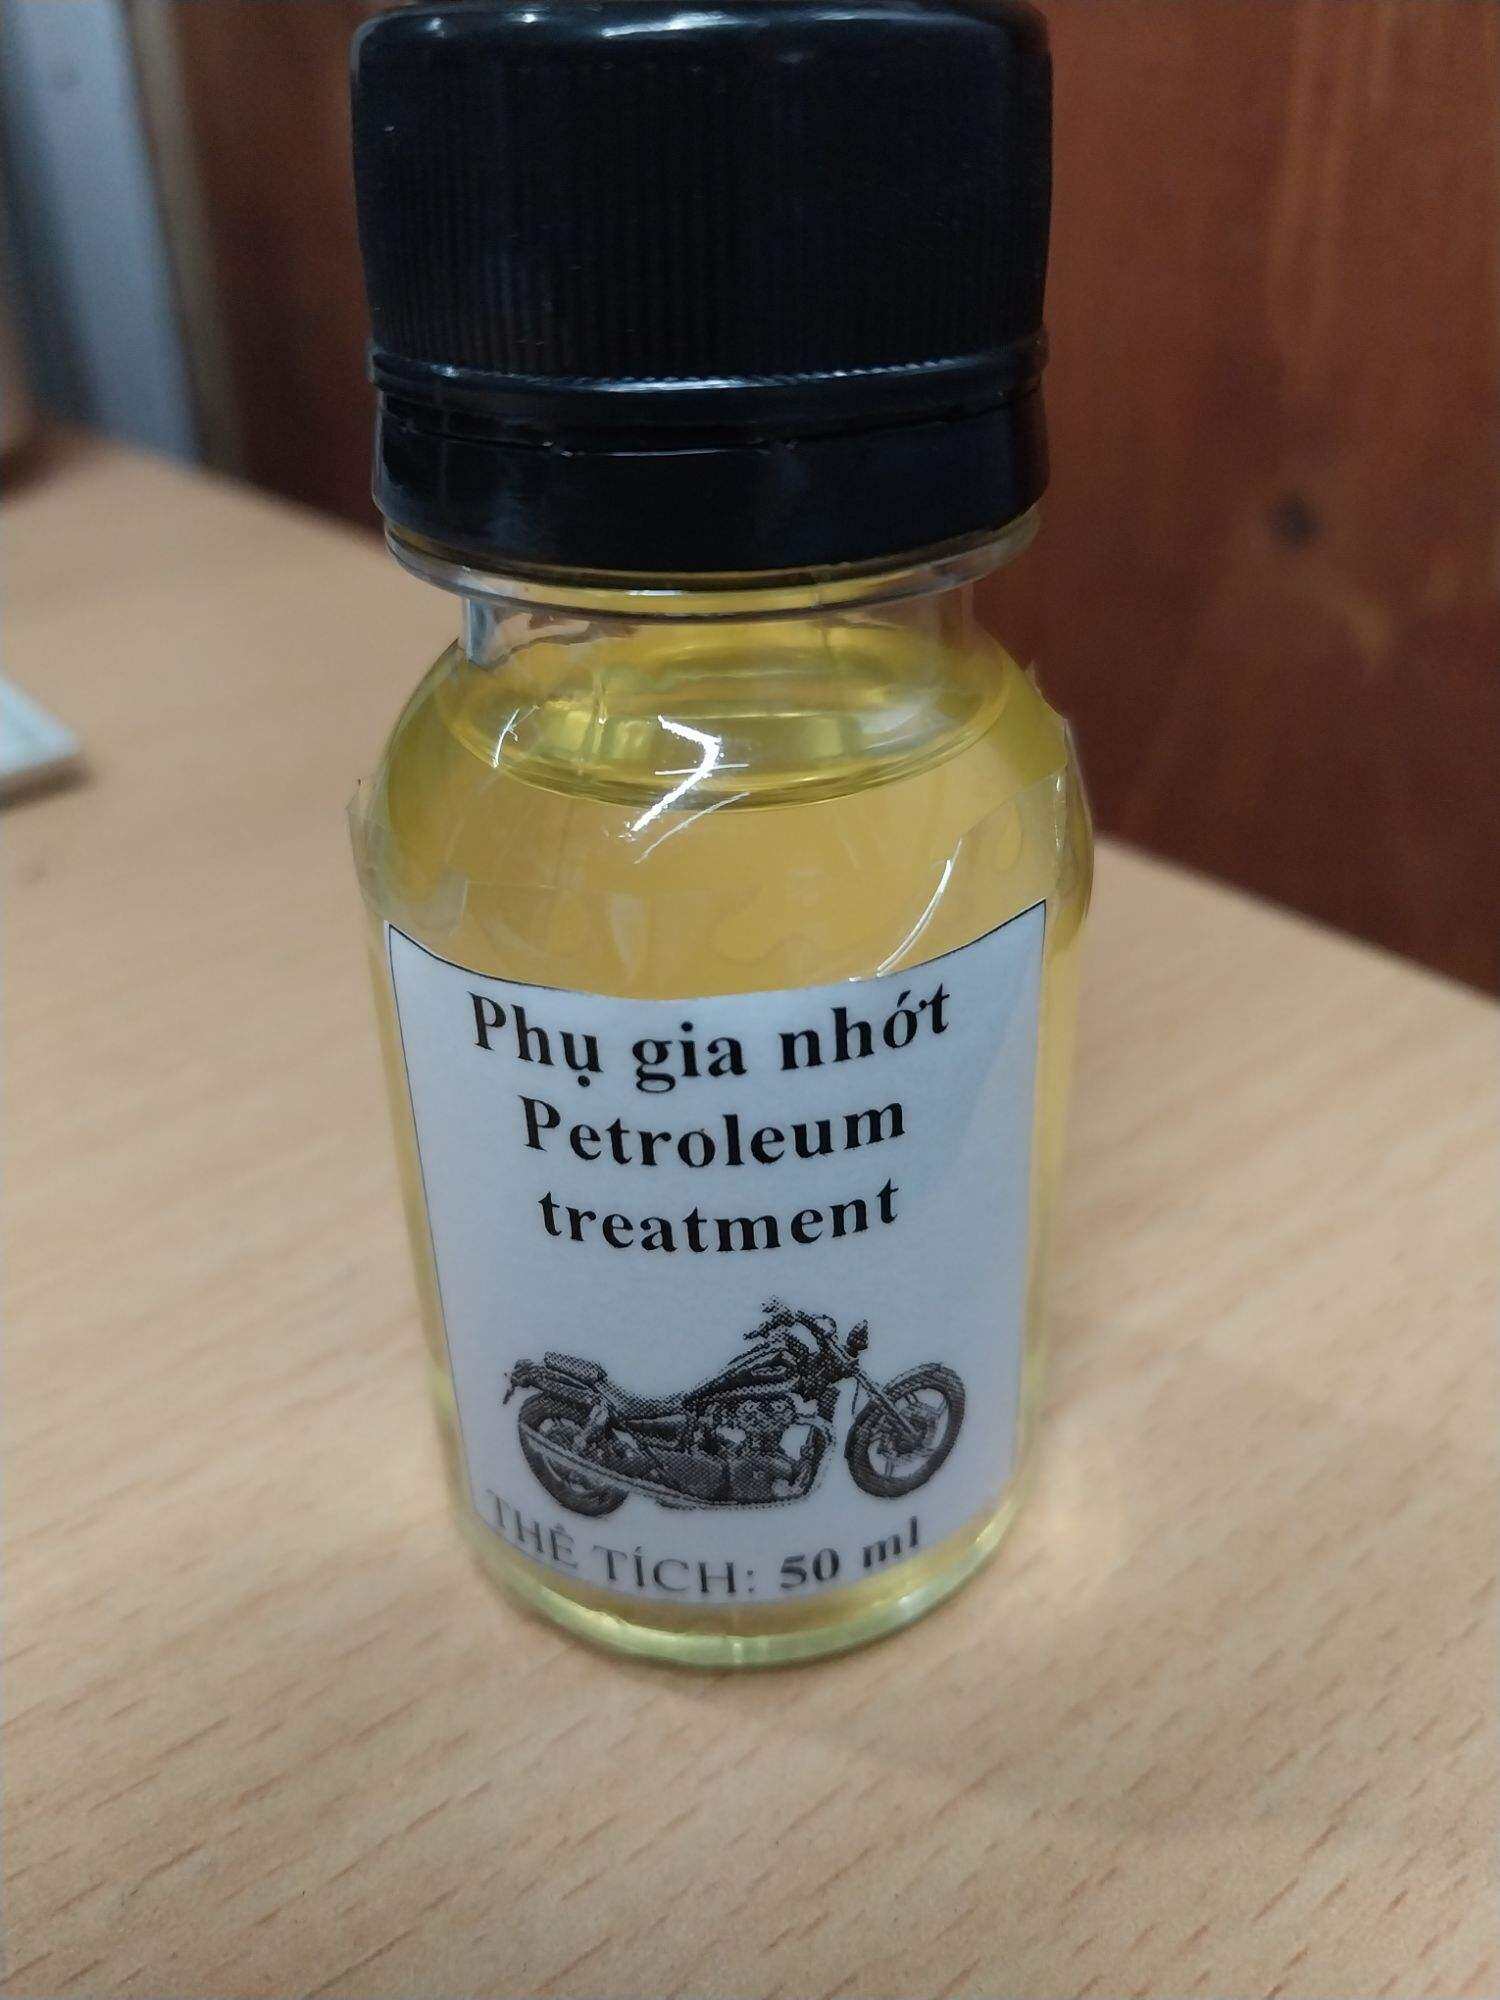 Phụ gia nhớt
Petroleum
treatment
THỂ TÍCH: 50 ml